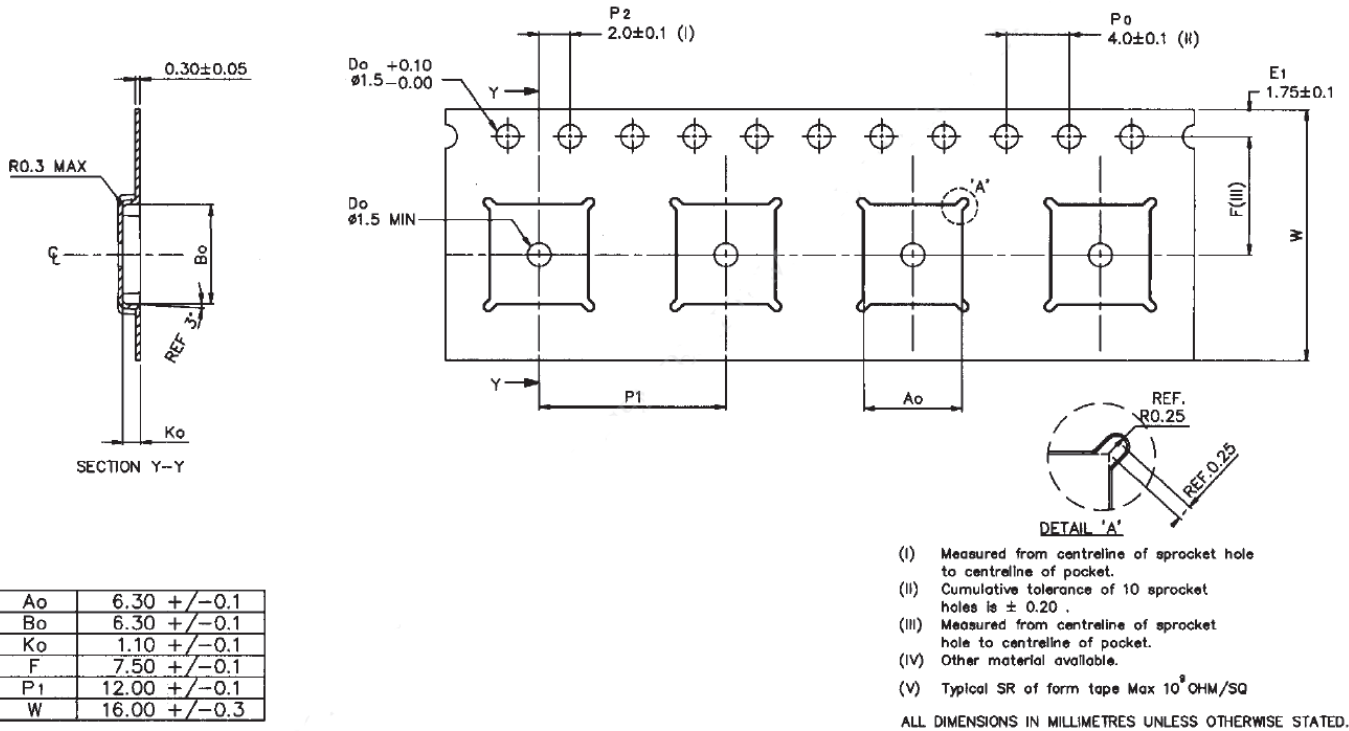 P2
2.0±0.1 (I)
Po
4.0±0.1 (II)
E1
1.75±0.1
0.30±0.05
Do +0.10
ø1.5-0.00
Y
R0.3 MAX
'A'
F(III)
W
Do
ø1.5 MIN
℄
Bo
REF 3°
Y
P1
Ao
Ko
SECTION Y--Y
REF.
R0.25
REF.0.25
DETAIL 'A'
(I) Measured from centreline of sprocket hole
to centreline of pocket.
(II) Cumulative tolerance of 10 sprocket
holes is ± 0.20 .
(III) Measured from centreline of sprocket
hole to centreline of pocket.
(IV) Other material available.
(V) Typical SR of form tape Max 10⁹ OHM/SQ
ALL DIMENSIONS IN MILLIMETRES UNLESS OTHERWISE STATED.
Ao 6.30 +/-0.1
Bo 6.30 +/-0.1
Ko 1.10 +/-0.1
F 7.50 +/-0.1
P1 12.00 +/-0.1
W 16.00 +/-0.3